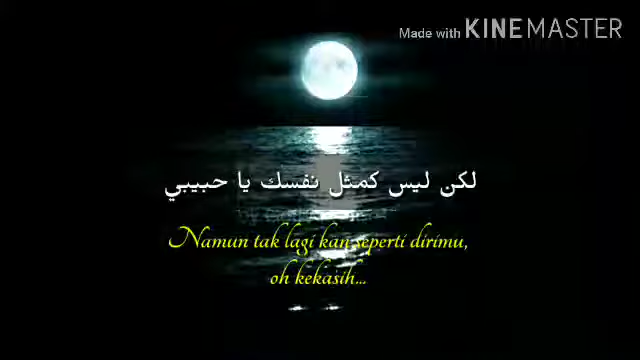 Made with KINEMASTER
لكن ليس كمثل نفسك يا حبيبي
Namun tak lagi kan seperti dirimu,
oh kekasih...